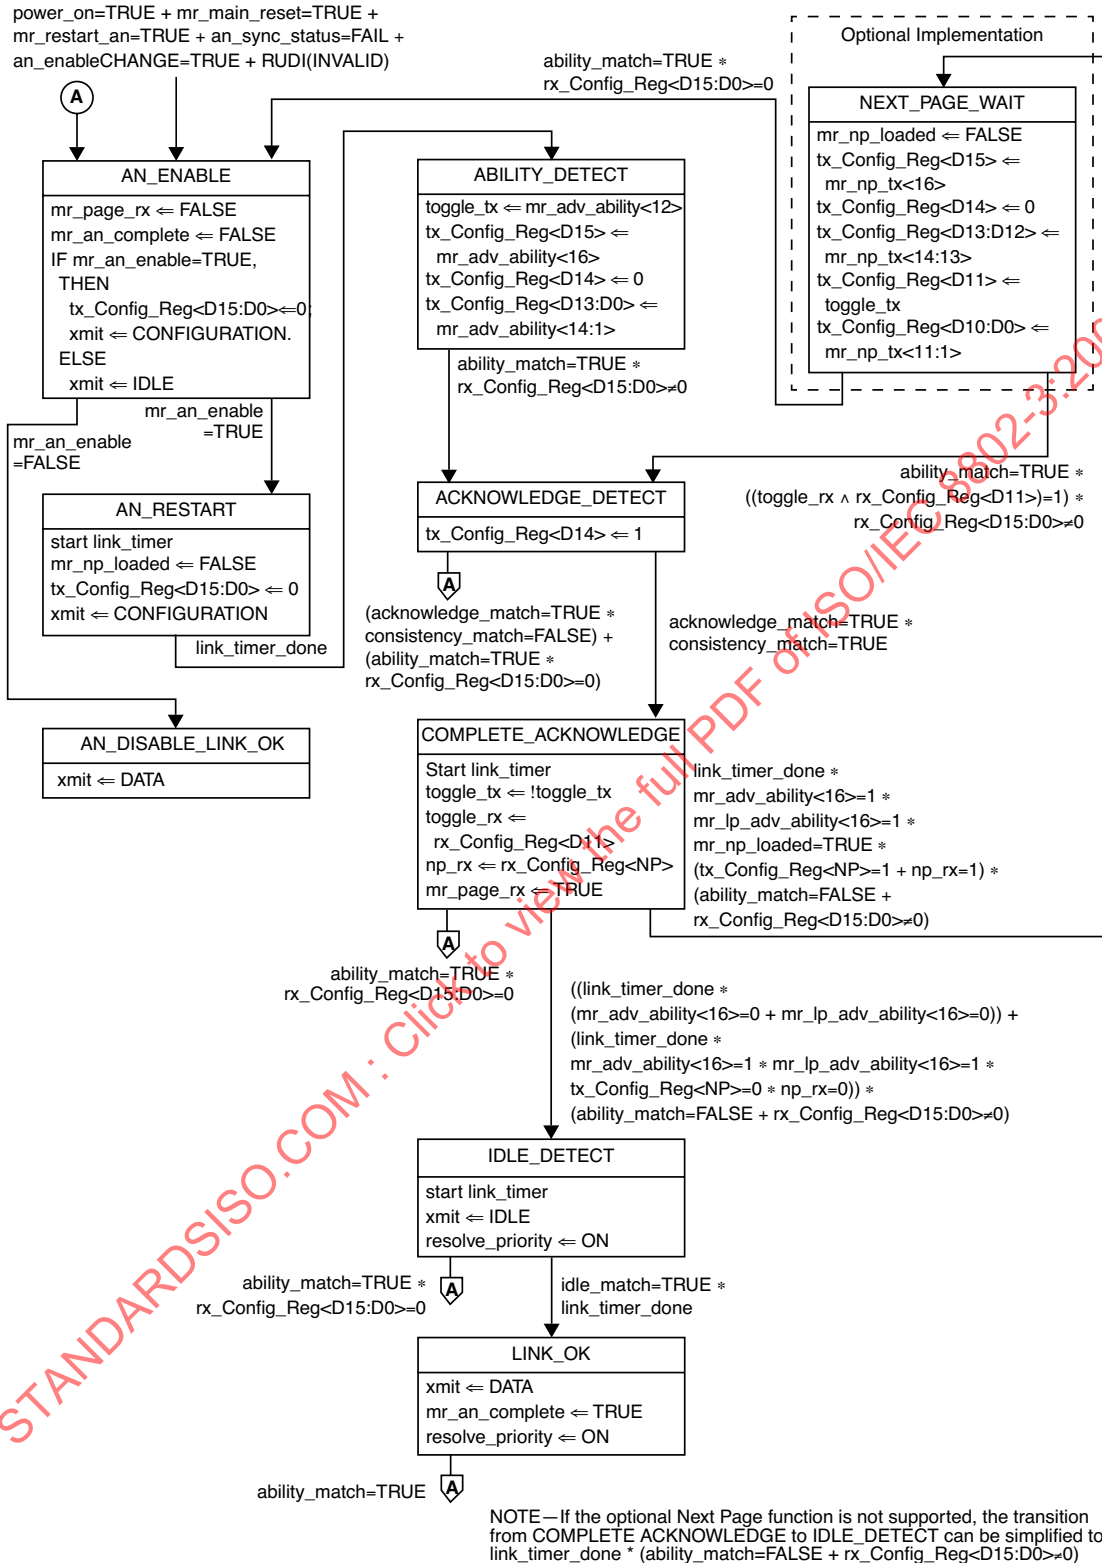 power_on=TRUE + mr_main_reset=TRUE +
mr_restart_an=TRUE + an_sync_status=FAIL +
an_enableCHANGE=TRUE + RUDI(INVALID)
A
ability_match=TRUE *
rx_Config_Reg<D15:D0>=0
Optional Implementation
NEXT_PAGE_WAIT
mr_np_loaded ⇐ FALSE
tx_Config_Reg<D15> ⇐
mr_np_tx<16>
tx_Config_Reg<D14> ⇐ 0
tx_Config_Reg<D13:D12> ⇐
mr_np_tx<14:13>
tx_Config_Reg<D11> ⇐
toggle_tx
tx_Config_Reg<D10:D0> ⇐
mr_np_tx<11:1>
AN_ENABLE
mr_page_rx ⇐ FALSE
mr_an_complete ⇐ FALSE
IF mr_an_enable=TRUE,
THEN
tx_Config_Reg<D15:D0>⇐0;
xmit ⇐ CONFIGURATION.
ELSE
xmit ⇐ IDLE
ABILITY_DETECT
toggle_tx ⇐ mr_adv_ability<12>
tx_Config_Reg<D15> ⇐
mr_adv_ability<16>
tx_Config_Reg<D14> ⇐ 0
tx_Config_Reg<D13:D0> ⇐
mr_adv_ability<14:1>
ability_match=TRUE *
rx_Config_Reg<D15:D0>≠0
mr_an_enable
=FALSE
mr_an_enable
=TRUE
ability_match=TRUE *
((toggle_rx ∧ rx_Config_Reg<D11>)=1) *
rx_Config_Reg<D15:D0>≠0
AN_RESTART
start link_timer
mr_np_loaded ⇐ FALSE
tx_Config_Reg<D15:D0> ⇐ 0
xmit ⇐ CONFIGURATION
link_timer_done
ACKNOWLEDGE_DETECT
tx_Config_Reg<D14> ⇐ 1
A
(acknowledge_match=TRUE *
consistency_match=FALSE) +
(ability_match=TRUE *
rx_Config_Reg<D15:D0>=0)
acknowledge_match=TRUE *
consistency_match=TRUE
AN_DISABLE_LINK_OK
xmit ⇐ DATA
COMPLETE_ACKNOWLEDGE
Start link_timer
toggle_tx ⇐ !toggle_tx
toggle_rx ⇐
rx_Config_Reg<D11>
np_rx ⇐ rx_Config_Reg<NP>
mr_page_rx ⇐ TRUE
link_timer_done *
mr_adv_ability<16>=1 *
mr_lp_adv_ability<16>=1 *
mr_np_loaded=TRUE *
(tx_Config_Reg<NP>=1 + np_rx=1) *
(ability_match=FALSE +
rx_Config_Reg<D15:D0>≠0)
A
ability_match=TRUE *
rx_Config_Reg<D15:D0>=0
((link_timer_done *
(mr_adv_ability<16>=0 + mr_lp_adv_ability<16>=0)) +
(link_timer_done *
mr_adv_ability<16>=1 * mr_lp_adv_ability<16>=1 *
tx_Config_Reg<NP>=0 * np_rx=0)) *
(ability_match=FALSE + rx_Config_Reg<D15:D0>≠0)
IDLE_DETECT
start link_timer
xmit ⇐ IDLE
resolve_priority ⇐ ON
ability_match=TRUE *
rx_Config_Reg<D15:D0>=0
A
idle_match=TRUE *
link_timer_done
LINK_OK
xmit ⇐ DATA
mr_an_complete ⇐ TRUE
resolve_priority ⇐ ON
ability_match=TRUE
A
NOTE—If the optional Next Page function is not supported, the transition
from COMPLETE ACKNOWLEDGE to IDLE_DETECT can be simplified to
link_timer_done * (ability_match=FALSE + rx_Config_Reg<D15:D0>≠0)
STANDARDSISO.COM : Click to view the full PDF of ISO/IEC 8802-3:200